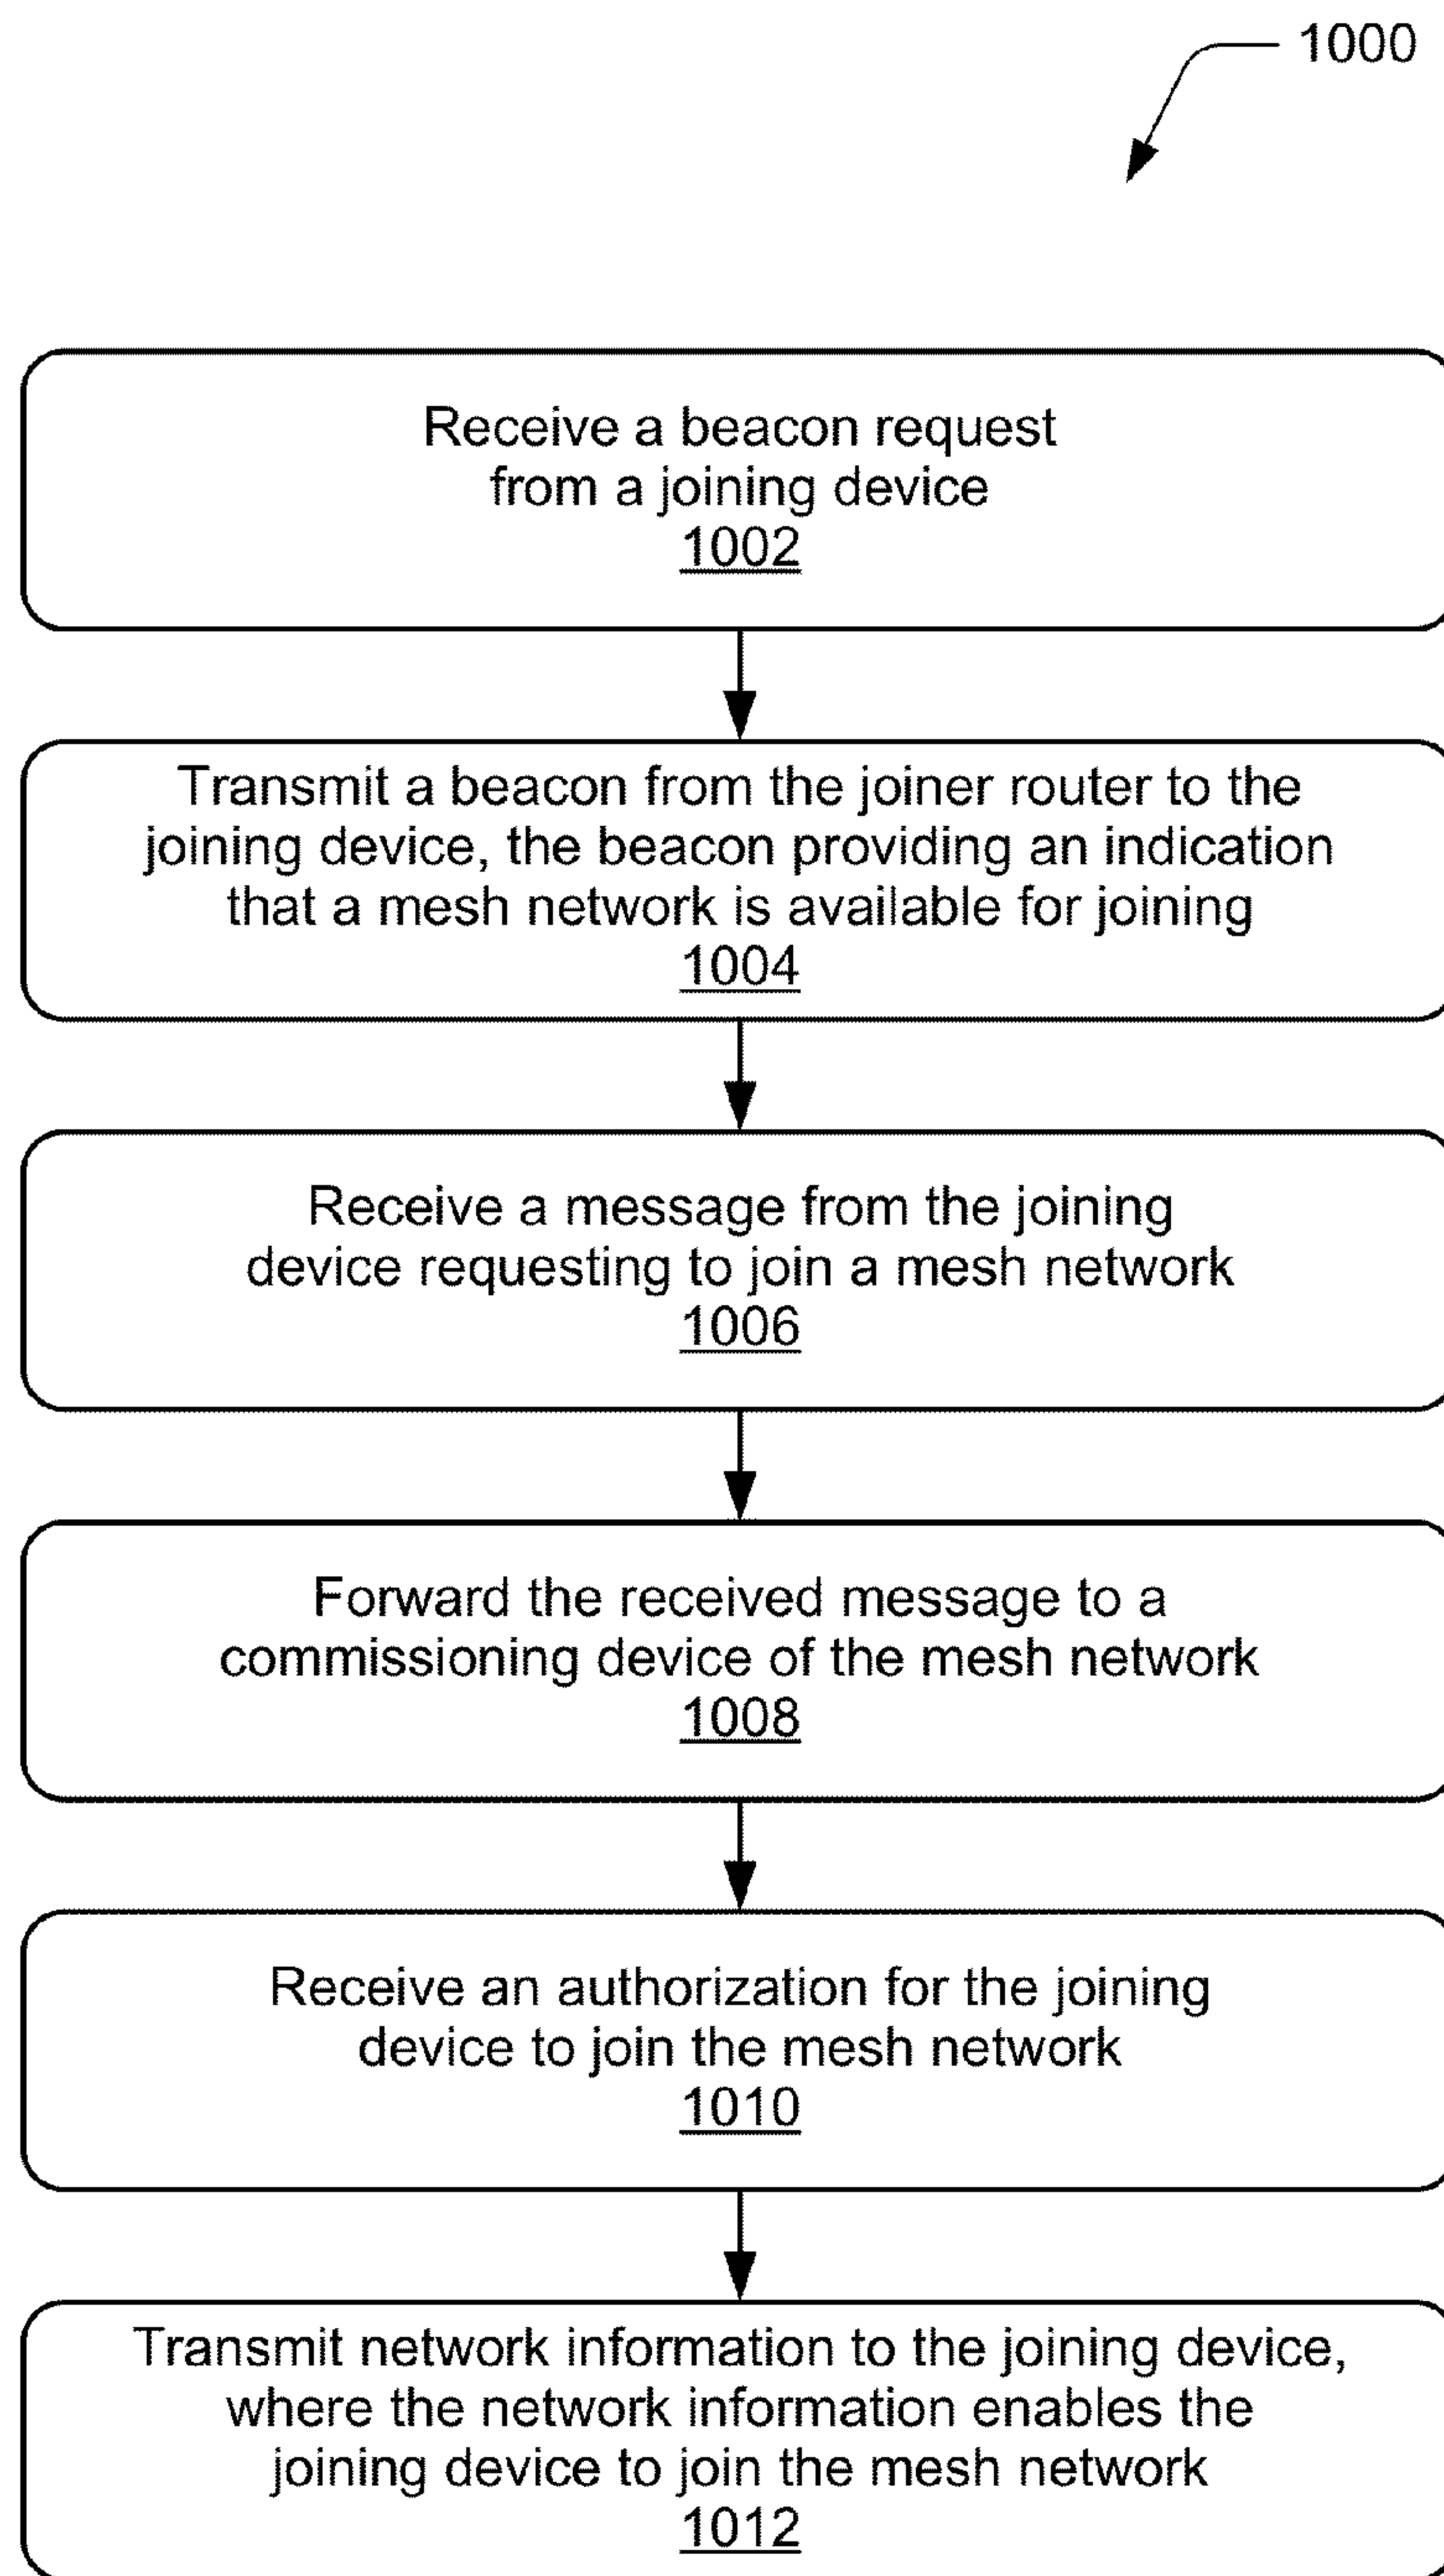 1000
Receive a beacon request
from a joining device
1002
Transmit a beacon from the joiner router to the
joining device, the beacon providing an indication
that a mesh network is available for joining
1004
Receive a message from the joining
device requesting to join a mesh network
1006
Forward the received message to a
commissioning device of the mesh network
1008
Receive an authorization for the joining
device to join the mesh network
1010
Transmit network information to the joining device,
where the network information enables the
joining device to join the mesh network
1012